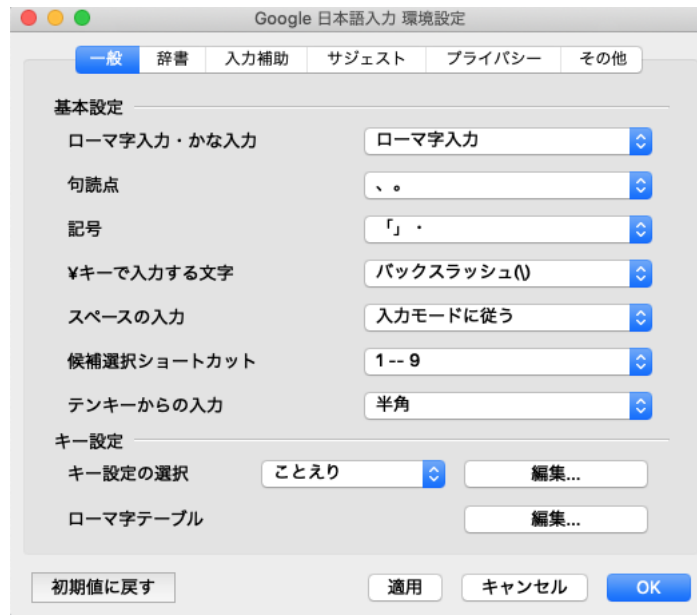 Google 日本語入力 環境設定
一般 辞書 入力補助 サジェスト プライバシー その他
基本設定
ローマ字入力・かな入力 ローマ字入力
句読点 、。
記号 「」・
¥キーで入力する文字 バックスラッシュ(\)
スペースの入力 入力モードに従う
候補選択ショートカット 1 -- 9
テンキーからの入力 半角
キー設定
キー設定の選択 ことえり 編集...
ローマ字テーブル 編集...
初期値に戻す 適用 キャンセル OK